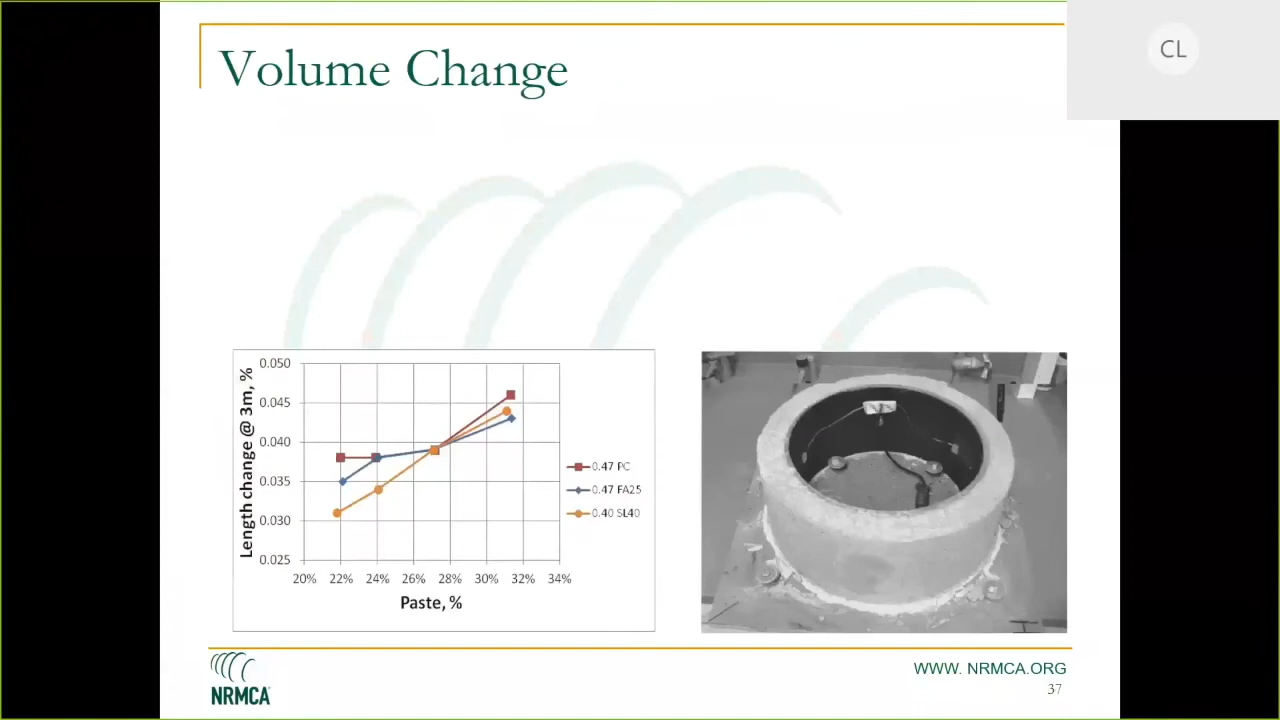 CL
Volume Change
Length change @ 3m, %
0.050
0.045
0.040
0.035
0.030
0.025
20% 22% 24% 26% 28% 30% 32% 34%
Paste, %
0.47 PC
0.47 FA25
0.40 SL40
NRMCA
WWW. NRMCA.ORG
37